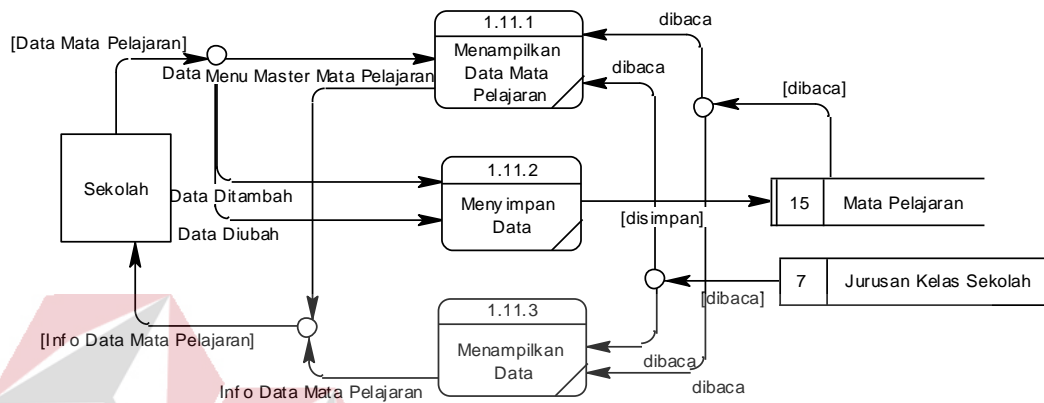 1.11.1
dibaca
[Data Mata Pelajaran]
Menampilkan
Data Mata
Pelajaran
Data Menu Master Mata Pelajaran
dibaca
[dibaca]
1.11.2
Sekolah
Data Ditambah
Menyimpan
Data
15 Mata Pelajaran
[disimpan]
Data Diubah
7 Jurusan Kelas Sekolah
[dibaca]
1.11.3
[Info Data Mata Pelajaran]
Menampilkan
Data
dibaca
Info Data Mata Pelajaran
dibaca